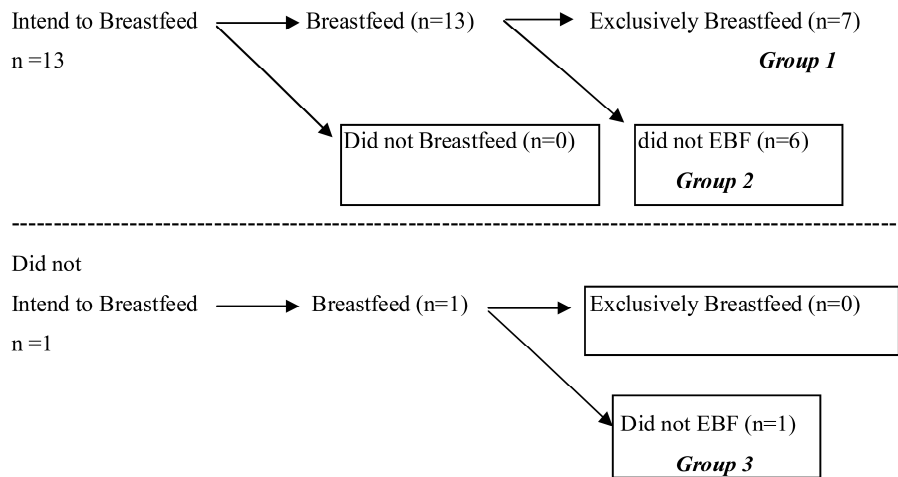 Intend to Breastfeed
Breastfeed (n=13)
Exclusively Breastfeed (n=7)
n =13
Group 1
Did not Breastfeed (n=0)
did not EBF (n=6)
Group 2
Did not
Intend to Breastfeed
Breastfeed (n=1)
Exclusively Breastfeed (n=0)
n =1
Did not EBF (n=1)
Group 3